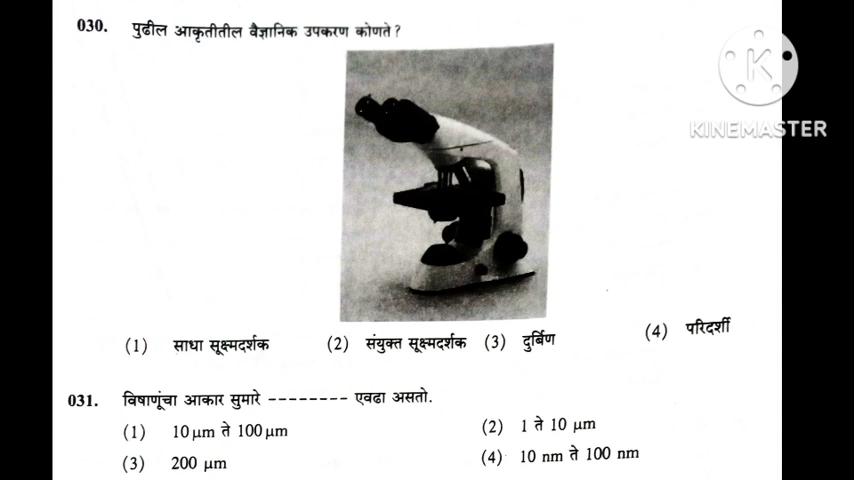 030. पुढील आकृतीतील वैज्ञानिक उपकरण कोणते ?
K
KINEMASTER
(1) साधा सूक्ष्मदर्शक (2) संयुक्त सूक्ष्मदर्शक (3) दुर्बिण (4) परिदर्शी
031. विषाणूंचा आकार सुमारे -------- एवढा असतो.
(1) 10 μm ते 100 μm (2) 1 ते 10 μm
(3) 200 μm (4) 10 nm ते 100 nm